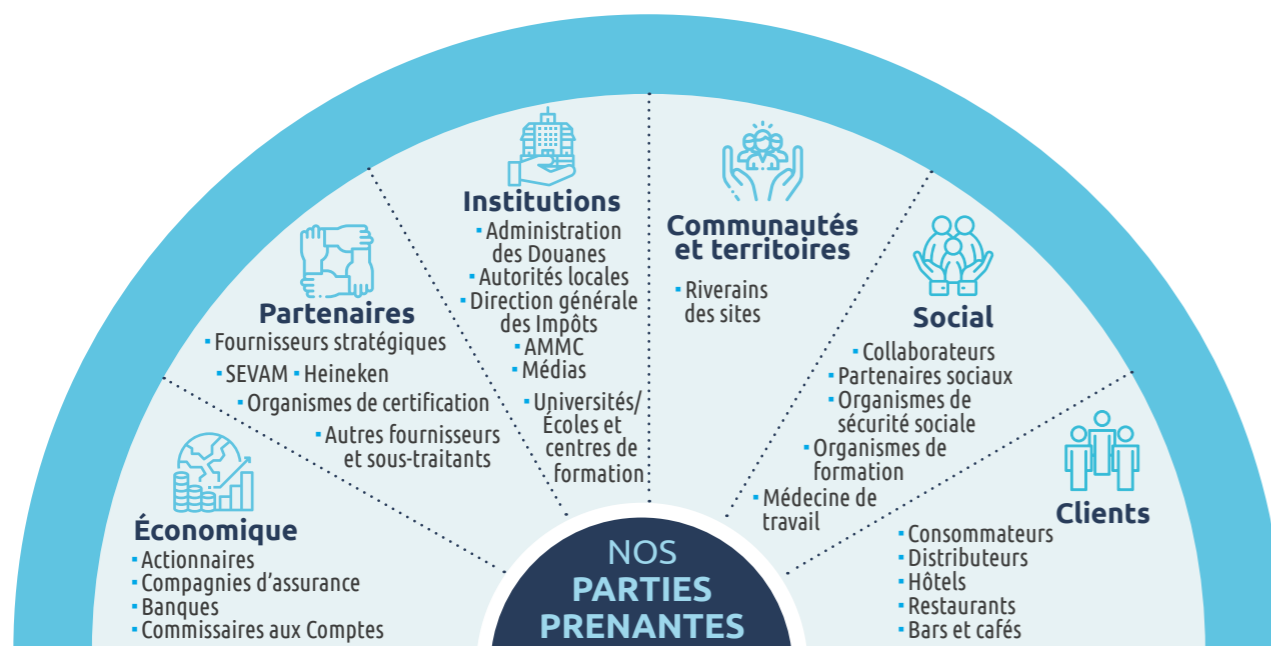 Institutions
▪ Administration
des Douanes
▪ Autorités locales
▪ Direction générale
des Impôts
▪ AMMC
▪ Médias
▪ Universités/
Écoles et
centres de
formation
Communautés
et territoires
▪ Riverains
des sites
Partenaires
▪ Fournisseurs stratégiques
▪ SEVAM ▪ Heineken
▪ Organismes de certification
▪ Autres fournisseurs
et sous-traitants
Social
▪ Collaborateurs
▪ Partenaires sociaux
▪ Organismes de
sécurité sociale
▪ Organismes de
formation
▪ Médecine de
travail
Économique
▪ Actionnaires
▪ Compagnies d’assurance
▪ Banques
▪ Commissaires aux Comptes
Clients
▪ Consommateurs
▪ Distributeurs
▪ Hôtels
▪ Restaurants
▪ Bars et cafés
NOS
PARTIES
PRENANTES